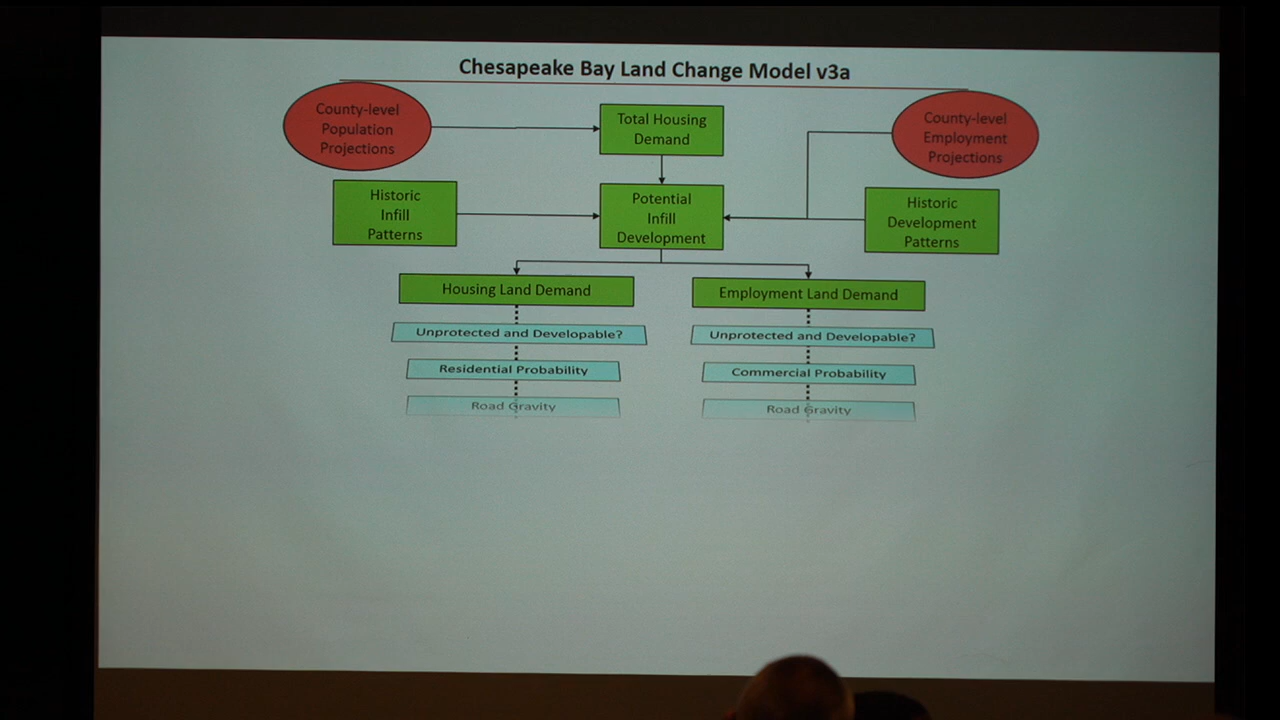 Chesapeake Bay Land Change Model v3a
County-level
Population
Projections
Total Housing
Demand
County-level
Employment
Projections
Historic
Infill
Patterns
Potential
Infill
Development
Historic
Development
Patterns
Housing Land Demand
Employment Land Demand
Unprotected and Developable?
Unprotected and Developable?
Residential Probability
Commercial Probability
Road Gravity
Road Gravity